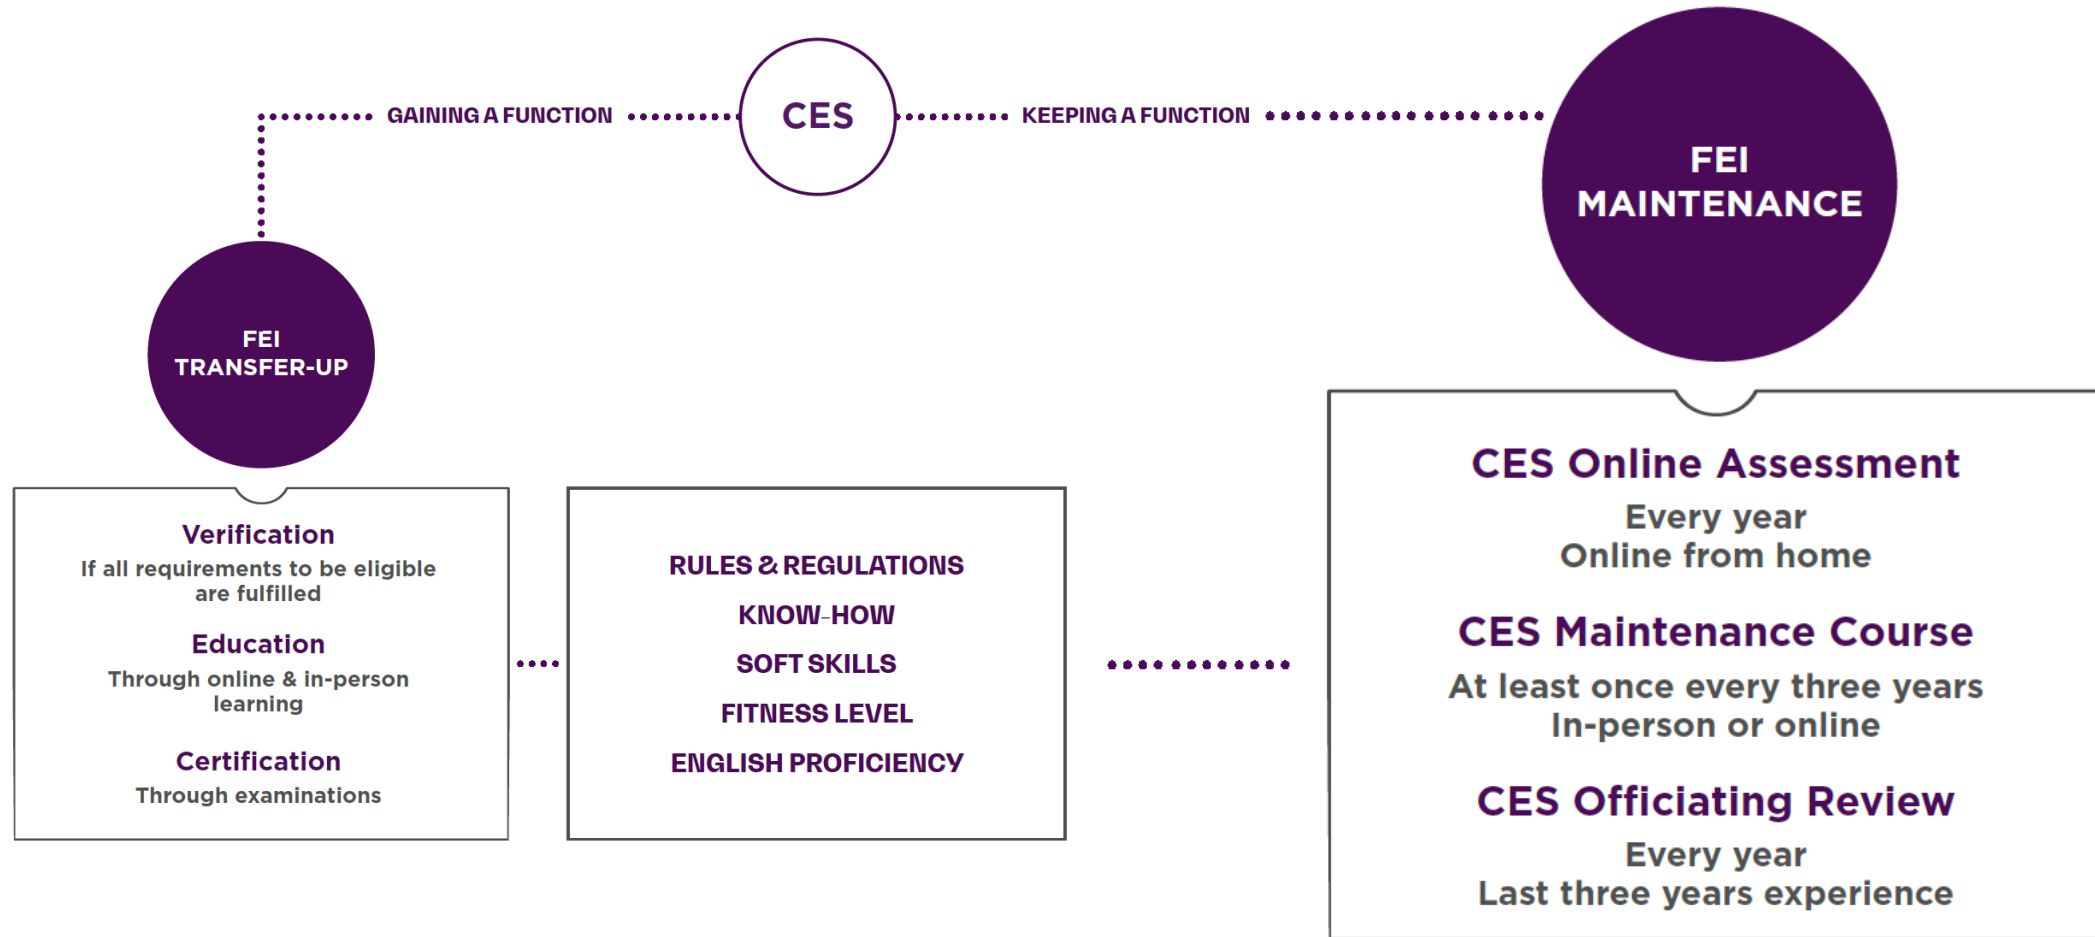 GAINING A FUNCTION
CES
KEEPING A FUNCTION
FEI
MAINTENANCE
FEI
TRANSFER-UP
Verification
If all requirements to be eligible
are fulfilled
Education
Through online & in-person
learning
Certification
Through examinations
RULES & REGULATIONS
KNOW-HOW
SOFT SKILLS
FITNESS LEVEL
ENGLISH PROFICIENCY
CES Online Assessment
Every year
Online from home
CES Maintenance Course
At least once every three years
In-person or online
CES Officiating Review
Every year
Last three years experience